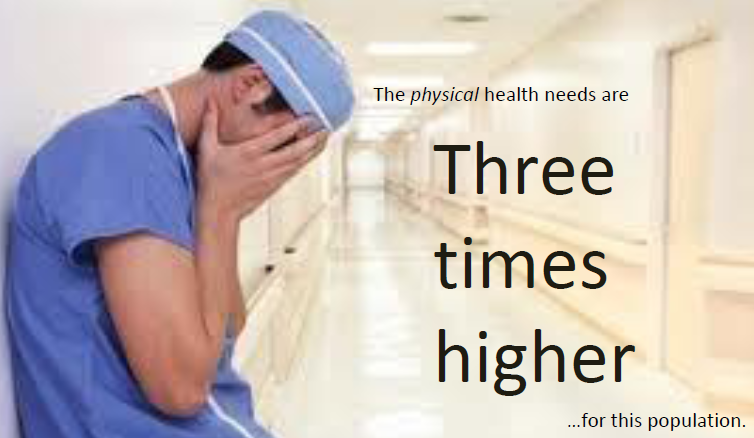 The physical health needs are
Three
times
higher
...for this population.